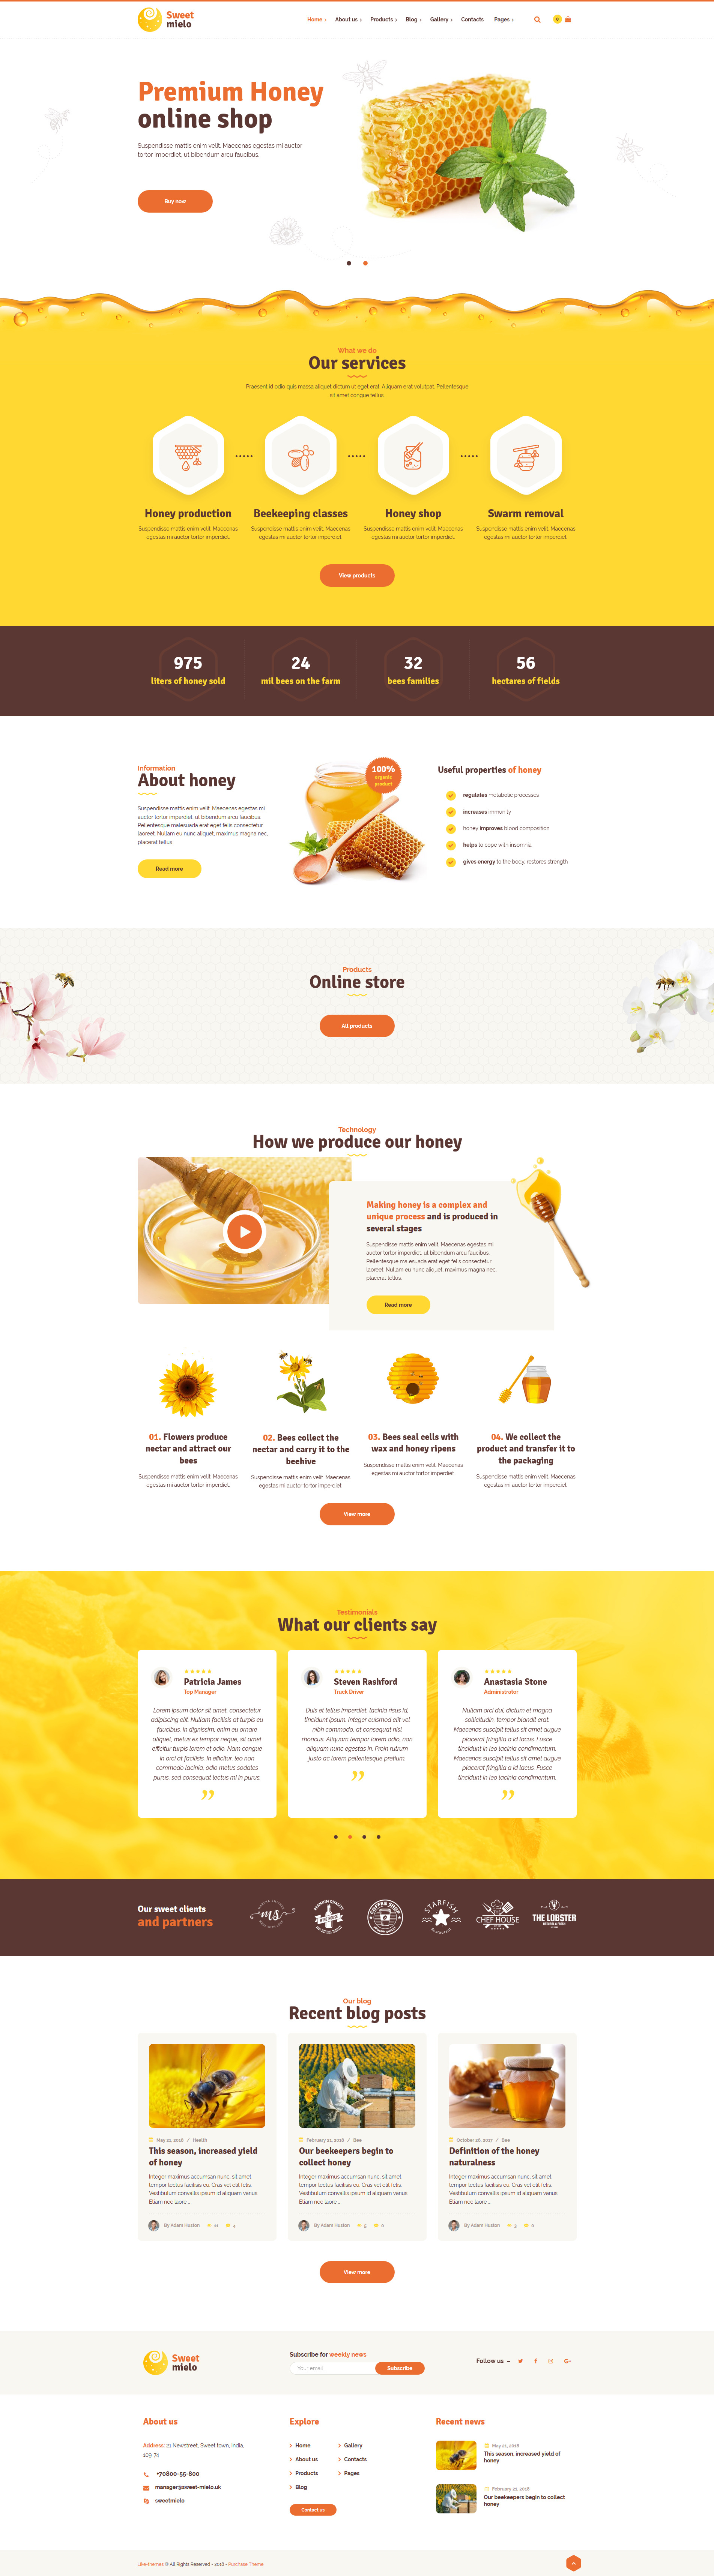 Sweet
mielo
Home
About us
Products
Blog
Gallery
Contacts
Pages
0
Premium Honey
online shop
Suspendisse mattis enim velit. Maecenas egestas mi auctor
tortor imperdiet, ut bibendum arcu faucibus.
Buy now
What we do
Our services
Praesent id odio quis massa aliquet dictum ut eget erat. Aliquam erat volutpat. Pellentesque
sit amet congue tellus
Honey production
Suspendisse mattis enim velit. Maecenas
egestas mi auctor tortor imperdiet
Beekeeping classes
Suspendisse mattis enim velit. Maecenas
egestas mi auctor tortor imperdiet
Honey shop
Suspendisse mattis enim velit. Maecenas
egestas mi auctor tortor imperdiet
Swarm removal
Suspendisse mattis enim velit. Maecenas
egestas mi auctor tortor imperdiet
View products
975
liters of honey sold
24
mil bees on the farm
32
bees families
56
hectares of fields
Information
About honey
Suspendisse mattis enim velit. Maecenas egestas mi
auctor tortor imperdiet, ut bibendum arcu faucibus.
Pellentesque malesuada erat eget felis consectetur
laoreet. Nullam eu nunc aliquet, maximus magna nec,
placerat tellus.
Read more
100%
organic
product
Useful properties of honey
regulates metabolic processes
increases immunity
honey improves blood composition
helps to cope with insomnia
gives energy to the body, restores strength
Products
Online store
All products
Technology
How we produce our honey
Making honey is a complex and
unique process and is produced in
several stages
Suspendisse mattis enim velit. Maecenas egestas mi
auctor tortor imperdiet, ut bibendum arcu faucibus.
Pellentesque malesuada erat eget felis consectetur
laoreet. Nullam eu nunc aliquet, maximus magna nec,
placerat tellus.
Read more
01. Flowers produce
nectar and attract our
bees
Suspendisse mattis enim velit. Maecenas
egestas mi auctor tortor imperdiet
02. Bees collect the
nectar and carry it to the
beehive
Suspendisse mattis enim velit. Maecenas
egestas mi auctor tortor imperdiet
03. Bees seal cells with
wax and honey ripens
Suspendisse mattis enim velit. Maecenas
egestas mi auctor tortor imperdiet
04. We collect the
product and transfer it to
the packaging
Suspendisse mattis enim velit. Maecenas
egestas mi auctor tortor imperdiet
View more
Testimonials
What our clients say
Patricia James
Top Manager
Lorem ipsum dolor sit amet, consectetur
adipiscing elit. Nullam facilisis at turpis eu
faucibus. In dignissim, enim eu ornare
aliquet, metus ex tempor neque, sit amet
efficitur turpis lorem et odio. Nam congue
in orci at facilisis. In efficitur, leo non
commodo lacinia, odio metus sodales
purus, sed consequat lectus mi in purus.
Steven Rashford
Truck Driver
Duis et tellus imperdiet, lacinia risus id,
tincidunt ipsum. Integer euismod elit vel
nibh commodo, at consequat nisl
rhoncus. Aliquam tempor lorem odio, non
aliquam nunc egestas in. Proin rutrum
justo ac lorem pellentesque pretium.
Anastasia Stone
Administrator
Nullam orci dui, dictum et magna
sollicitudin, tempor blandit erat.
Maecenas suscipit tellus sit amet augue
placerat fringilla a id lacus. Fusce
tincidunt in leo lacinia condimentum.
Maecenas suscipit tellus sit amet augue
placerat fringilla a id lacus. Fusce
tincidunt in leo lacinia condimentum.
Our sweet clients
and partners
ms
PREMIUM QUALITY
COFFEE SHOP
STARFISH
CHEF HOUSE
THE LOBSTER
Our blog
Recent blog posts
May 21, 2018 / Health
This season, increased yield
of honey
Integer maximus accumsan nunc, sit amet
tempor lectus facilisis eu. Cras vel elit felis.
Vestibulum convallis ipsum id aliquam varius.
Etiam nec laore ...
By Adam Huxton
4
February 21, 2018 / Bee
Our beekeepers begin to
collect honey
Integer maximus accumsan nunc, sit amet
tempor lectus facilisis eu. Cras vel elit felis.
Vestibulum convallis ipsum id aliquam varius.
Etiam nec laore ...
By Adam Huxton
5
0
October 26, 2017 / Bee
Definition of the honey
naturalness
Integer maximus accumsan nunc, sit amet
tempor lectus facilisis eu. Cras vel elit felis.
Vestibulum convallis ipsum id aliquam varius.
Etiam nec laore ...
By Adam Huxton
5
0
View more
Sweet
mielo
Subscribe for weekly news
Your email...
Subscribe
Follow us –
About us
Address: 21 Newstreet, Sweet town, India,
109-74
+70800-55-800
manager@sweet-mielo.uk
sweetmielo
Explore
Home
About us
Products
Blog
Gallery
Contacts
Pages
Contact us
Recent news
May 21, 2018
This season, increased yield of
honey
February 21, 2018
Our beekeepers begin to collect
honey
Like-themes © All Rights Reserved - 2018 - Purchase Theme